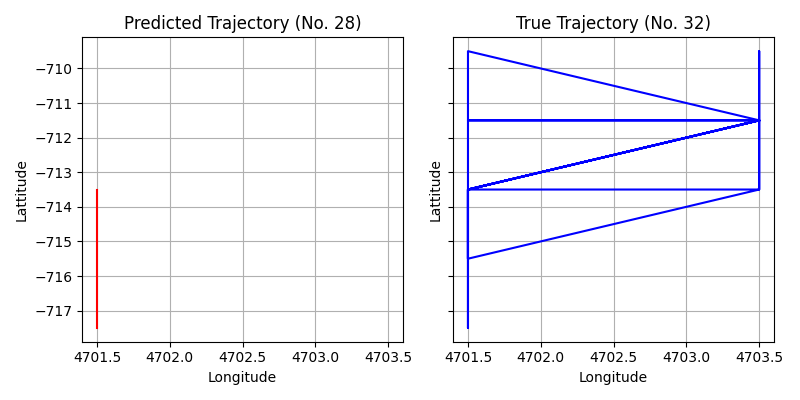 Predicted Trajectory (No. 28)
True Trajectory (No. 32)
−710
−711
−712
−713
−714
−715
−716
−717
Lattitude
Lattitude
4701.5 4702.0 4702.5 4703.0 4703.5
4701.5 4702.0 4702.5 4703.0 4703.5
Longitude
Longitude